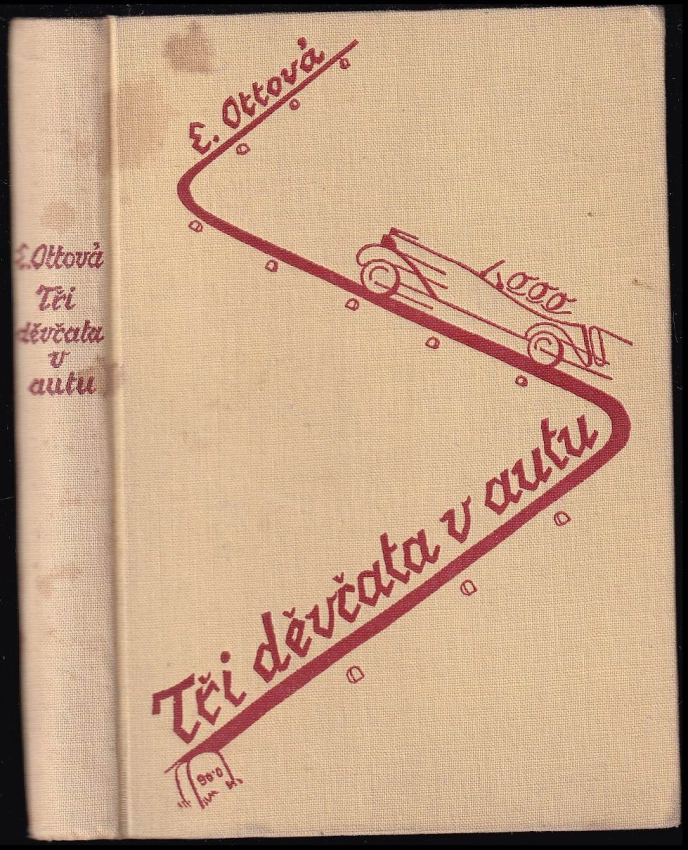 E. Ottová
Tři
děvčata
v
autu
E. Ottová
Tři děvčata v autu